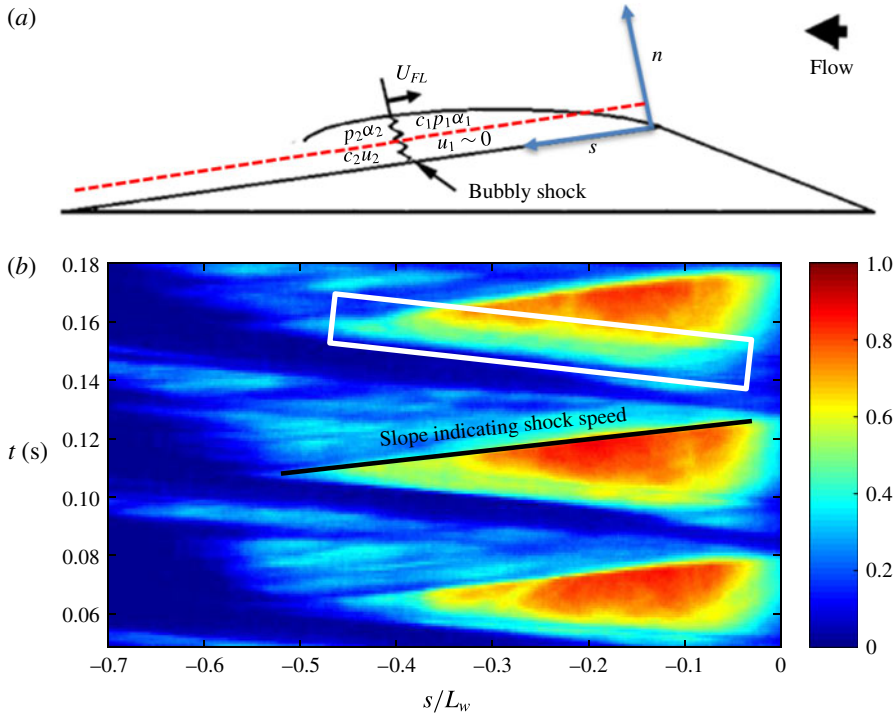 (a)
n
U_FL
Flow
c₁p₁α₁
p₂α₂
u₁ ~ 0
s
c₂u₂
Bubbly shock
(b)
0.18
1.0
0.16
0.8
0.14
0.6
Slope indicating shock speed
t (s)
0.12
0.10
0.4
0.08
0.2
0.06
0
−0.7
−0.6
−0.5
−0.4
−0.3
−0.2
−0.1
0
s/L_w